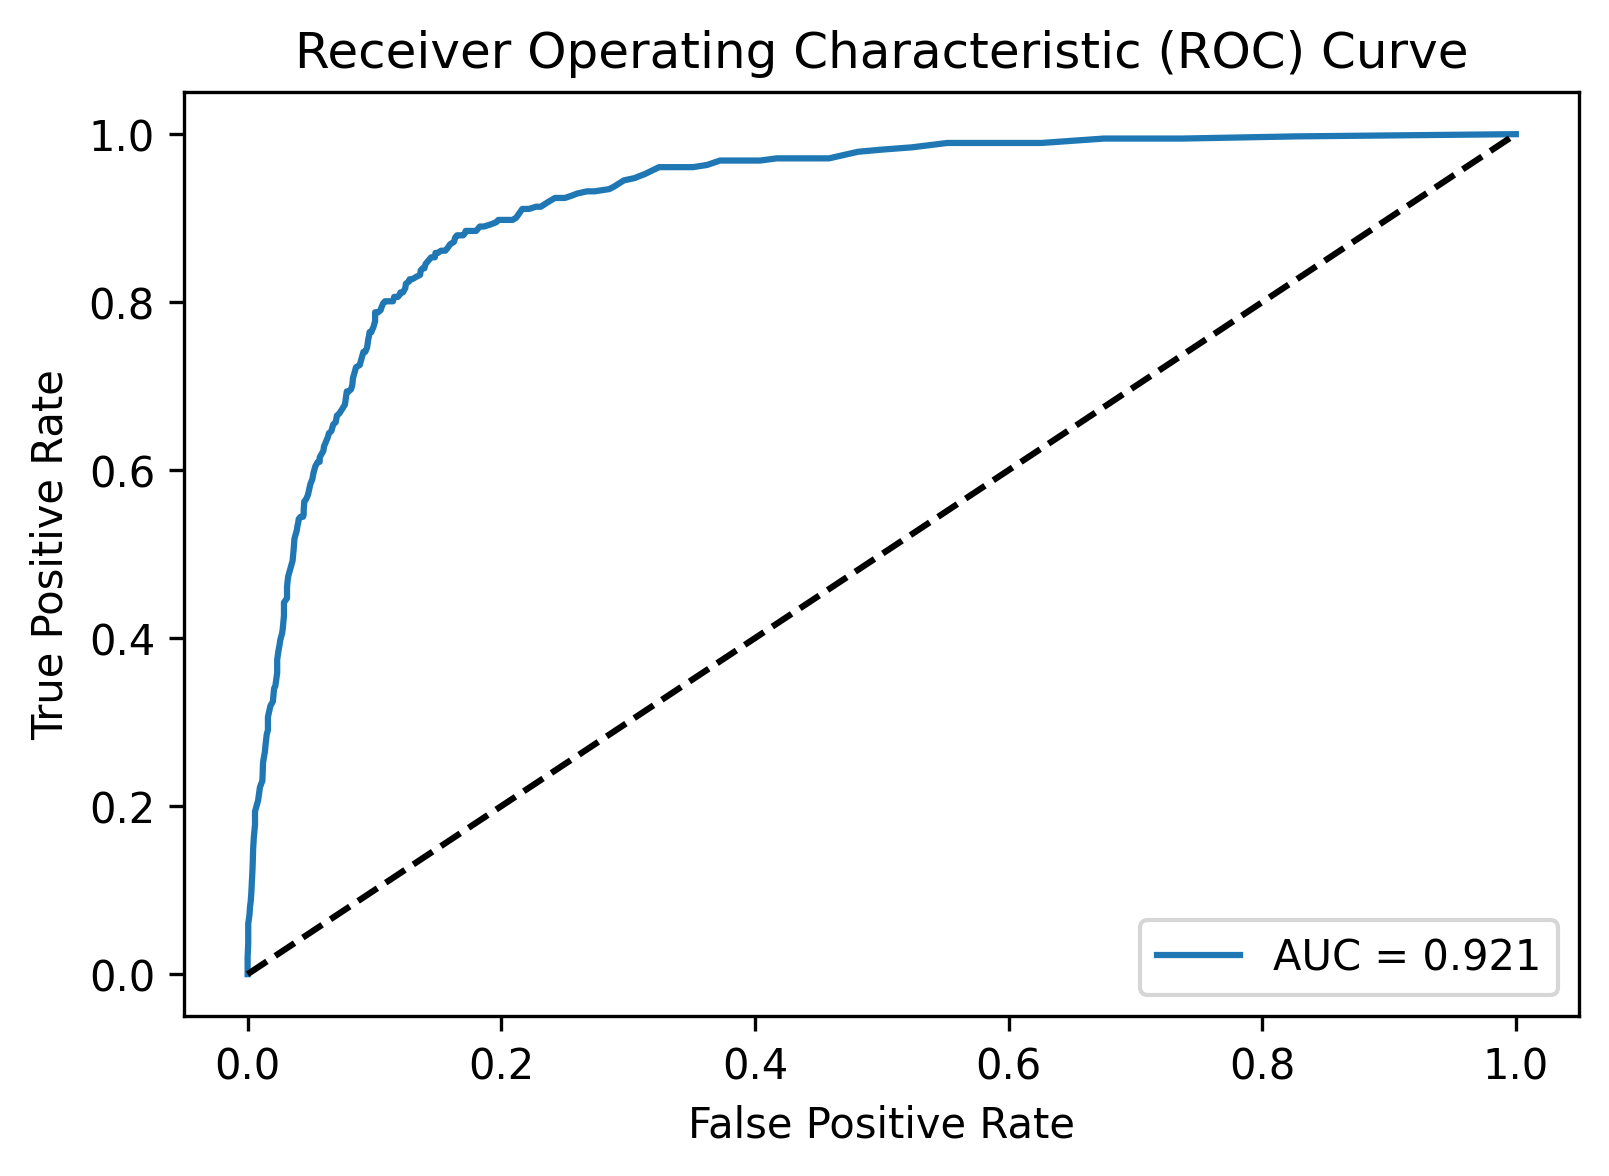 Receiver Operating Characteristic (ROC) Curve
1.0
0.8
0.6
0.4
0.2
0.0
True Positive Rate
AUC = 0.921
0.0 0.2 0.4 0.6 0.8 1.0
False Positive Rate